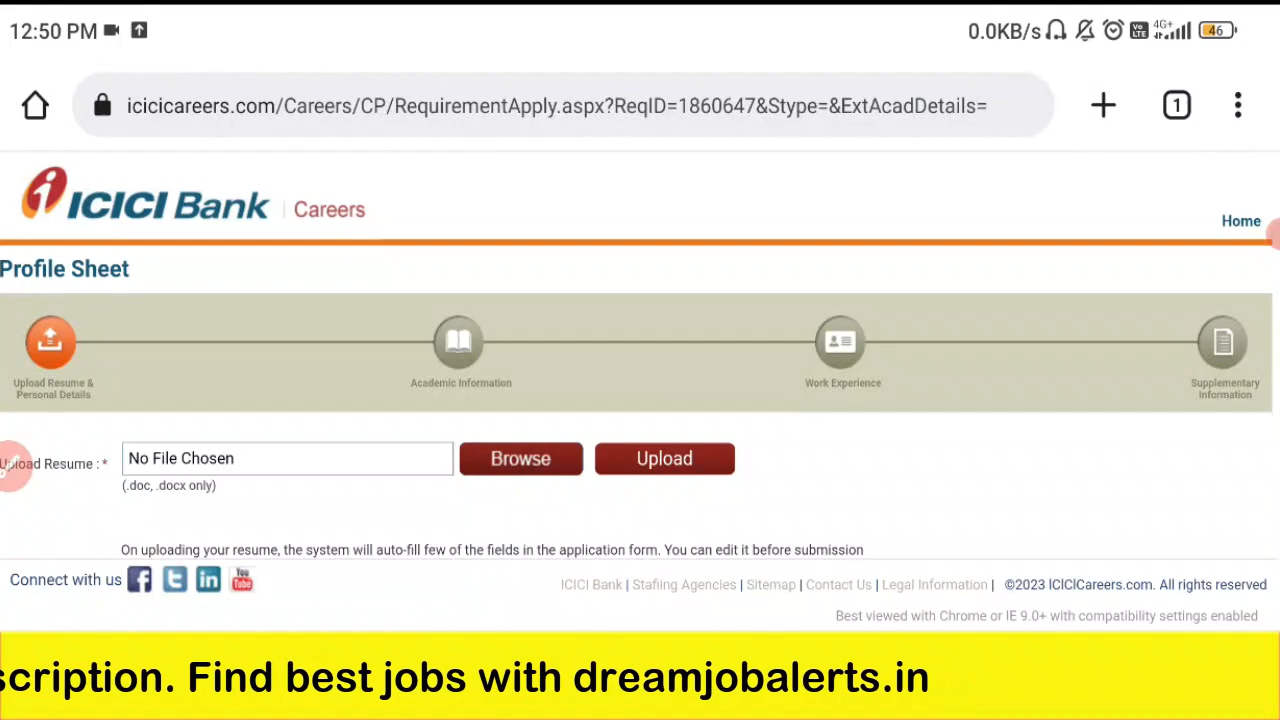 12:50 PM 0.0KB/s Vo LTE 4G+ 46
icicicareers.com/Careers/CP/RequirementApply.aspx?ReqID=1860647&Stype=&ExtAcadDetails= 1
ICICI Bank | Careers
Home
Profile Sheet
Upload Resume & Personal Details
Academic Information
Work Experience
Supplementary Information
Upload Resume : * No File Chosen Browse Upload
(.doc, .docx only)
On uploading your resume, the system will auto-fill few of the fields in the application form. You can edit it before submission
Connect with us You Tube ICICI Bank | Staffing Agencies | Sitemap | Contact Us | Legal Information | ©2023 ICICICareers.com. All rights reserved
Best viewed with Chrome or IE 9.0+ with compatibility settings enabled
scription. Find best jobs with dreamjobalerts.in